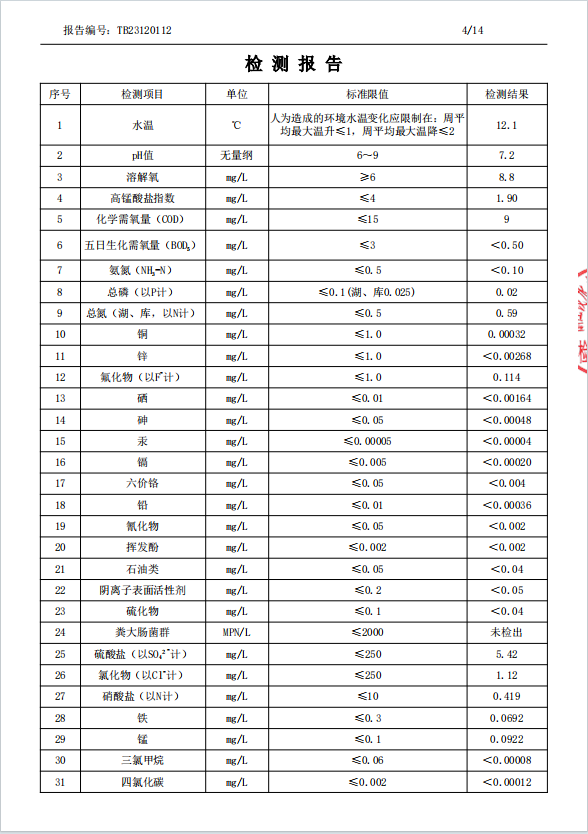 报告编号：TB23120112 4/14
检测报告
序号 检测项目 单位 标准限值 检测结果
1 水温 ℃ 人为造成的环境水温变化应限制在：周平
均最大温升≤1，周平均最大温降≤2 12.1
2 pH值 无量纲 6～9 7.2
3 溶解氧 mg/L ≥6 8.8
4 高锰酸盐指数 mg/L ≤4 1.90
5 化学需氧量（COD） mg/L ≤15 9
6 五日生化需氧量（BOD₅） mg/L ≤3 ＜0.50
7 氨氮（NH₃-N） mg/L ≤0.5 ＜0.10
8 总磷（以P计） mg/L ≤0.1(湖、库0.025) 0.02
9 总氮（湖、库，以N计） mg/L ≤0.5 0.59
10 铜 mg/L ≤1.0 0.00032
11 锌 mg/L ≤1.0 ＜0.00268
12 氟化物（以F⁻计） mg/L ≤1.0 0.114
13 硒 mg/L ≤0.01 ＜0.00164
14 砷 mg/L ≤0.05 ＜0.00048
15 汞 mg/L ≤0.00005 ＜0.00004
16 镉 mg/L ≤0.005 ＜0.00020
17 六价铬 mg/L ≤0.05 ＜0.004
18 铅 mg/L ≤0.01 ＜0.00036
19 氰化物 mg/L ≤0.05 ＜0.002
20 挥发酚 mg/L ≤0.002 ＜0.002
21 石油类 mg/L ≤0.05 ＜0.04
22 阴离子表面活性剂 mg/L ≤0.2 ＜0.05
23 硫化物 mg/L ≤0.1 ＜0.04
24 粪大肠菌群 MPN/L ≤2000 未检出
25 硫酸盐（以SO₄²⁻计） mg/L ≤250 5.42
26 氯化物（以Cl⁻计） mg/L ≤250 1.12
27 硝酸盐（以N计） mg/L ≤10 0.419
28 铁 mg/L ≤0.3 0.0692
29 锰 mg/L ≤0.1 0.0922
30 三氯甲烷 mg/L ≤0.06 ＜0.00008
31 四氯化碳 mg/L ≤0.002 ＜0.00012